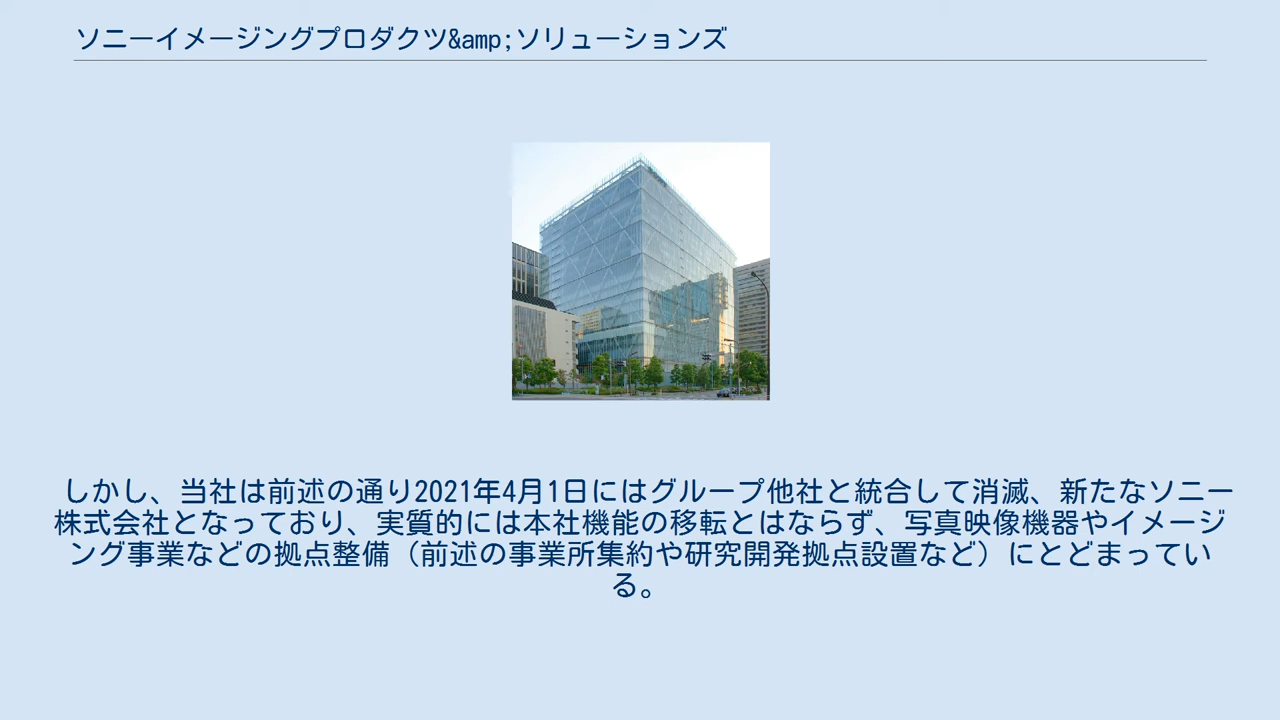 ソニーイメージングプロダクツ&amp;ソリューションズ
しかし、当社は前述の通り2021年4月1日にはグループ他社と統合して消滅、新たなソニー
株式会社となっており、実質的には本社機能の移転とはならず、写真映像機器やイメージ
ング事業などの拠点整備（前述の事業所集約や研究開発拠点設置など）にとどまってい
る。